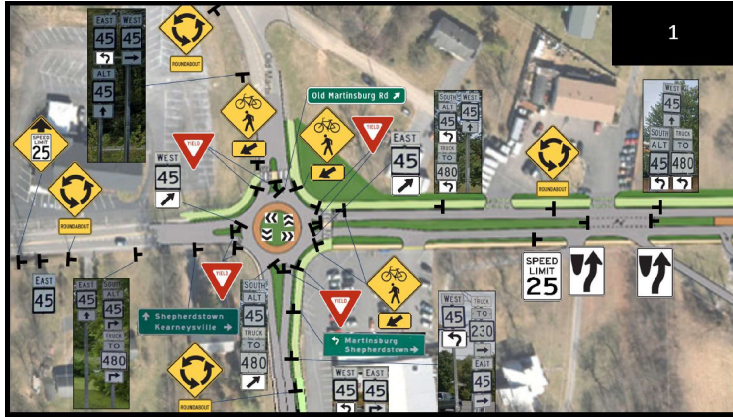 1
EAST WEST
45 45
ALT
45
ROUNDABOUT
SPEED
LIMIT
25
ROUNDABOUT
YIELD
WEST
45
Old Martinsburg Rd
YIELD
EAST
45
SOUTH WEST
ALT 45
45
TRUCK
TO
480
ROUNDABOUT
WEST
45
SOUTH TRUCK
ALT TO
45 480
EAST
45
EAST SOUTH
45 ALT
45
TRUCK
TO
480
Shepherdstown
Kearneysville
YIELD
SOUTH
ALT
45
TRUCK
TO
480
YIELD
Martinsburg
Shepherdstown
ROUNDABOUT
WEST EAST
45 45
WEST TRUCK
45 TO
230
EAST
45
SPEED
LIMIT
25